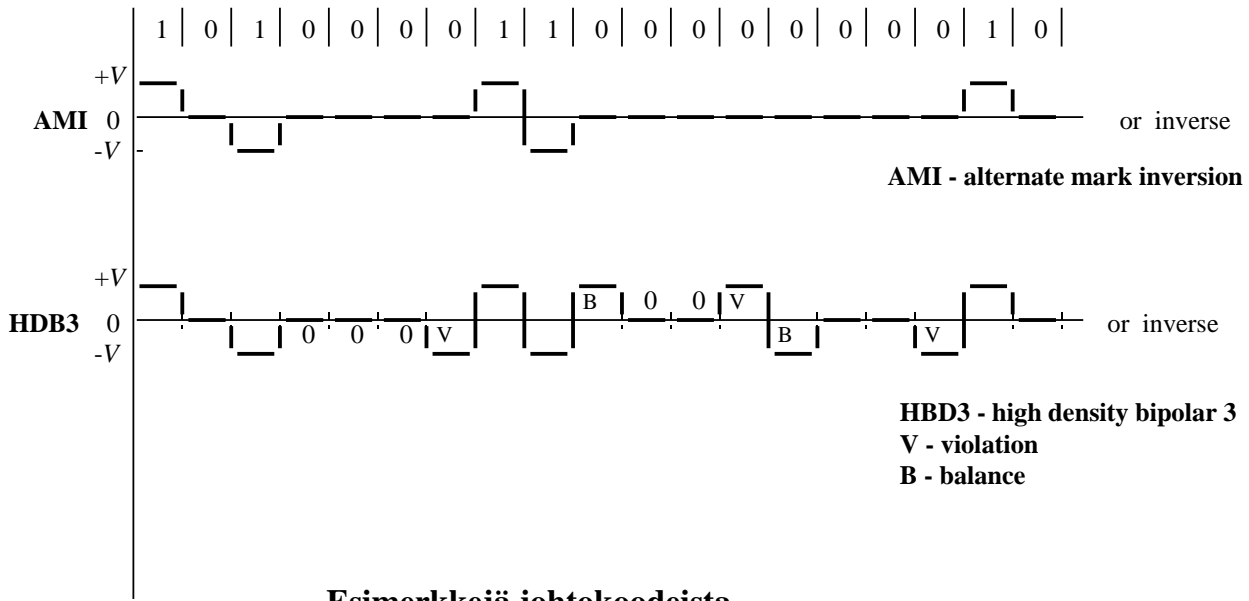 1 0 1 0 0 0 0 1 1 0 0 0 0 0 0 0 0 1 0
+V
AMI 0 or inverse
-V
AMI - alternate mark inversion
+V
B 0 0 V
HDB3 0 or inverse
0 0 0 V B V
-V
HBD3 - high density bipolar 3
V - violation
B - balance
Esimerkkejä johtokoodeista